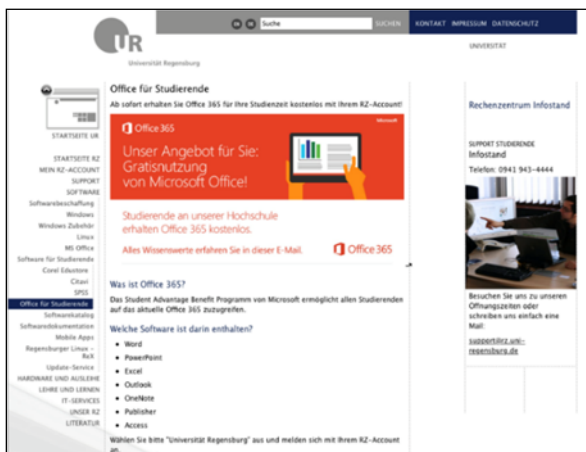 Suche
SUCHEN
KONTAKT IMPRESSUM DATENSCHUTZ
UR
Universität Regensburg
UNIVERSITÄT
STARTSEITE UR
STARTSEITE RZ
MEIN RZ-ACCOUNT
SUPPORT
SOFTWARE
Softwarebeschaffung
Windows
Windows Zubehör
Linux
MS Office
Software für Studierende
Corel Edustore
Citavi
SPSS
Office für Studierende
Softwarekatalog
Softwaredokumentation
Mobile Apps
Regensburger Linux -
ReX
Update-Service
HARDWARE UND AUSLEIHE
LEHRE UND LERNEN
IT-SERVICES
UNSER RZ
LITERATUR
Office für Studierende
Ab sofort erhalten Sie Office 365 für Ihre Studienzeit kostenlos mit Ihrem RZ-Account!
Office 365
Microsoft
Unser Angebot für Sie:
Gratisnutzung
von Microsoft Office!
Studierende an unserer Hochschule
erhalten Office 365 kostenlos.
Alles Wissenswerte erfahren Sie in dieser E-Mail.
Office 365
Was ist Office 365?
Das Student Advantage Benefit Programm von Microsoft ermöglicht allen Studierenden
auf das aktuelle Office 365 zuzugreifen.
Welche Software ist darin enthalten?
• Word
• PowerPoint
• Excel
• Outlook
• OneNote
• Publisher
• Access
Wählen Sie bitte "Universität Regensburg" aus und melden sich mit Ihrem RZ-Account
an.
Rechenzentrum Infostand
SUPPORT STUDIERENDE
Infostand
Telefon: 0941 943-4444
Besuchen Sie uns zu unseren
Öffnungszeiten oder
schreiben uns einfach eine
Mail:
support@rz.uni-
regensburg.de